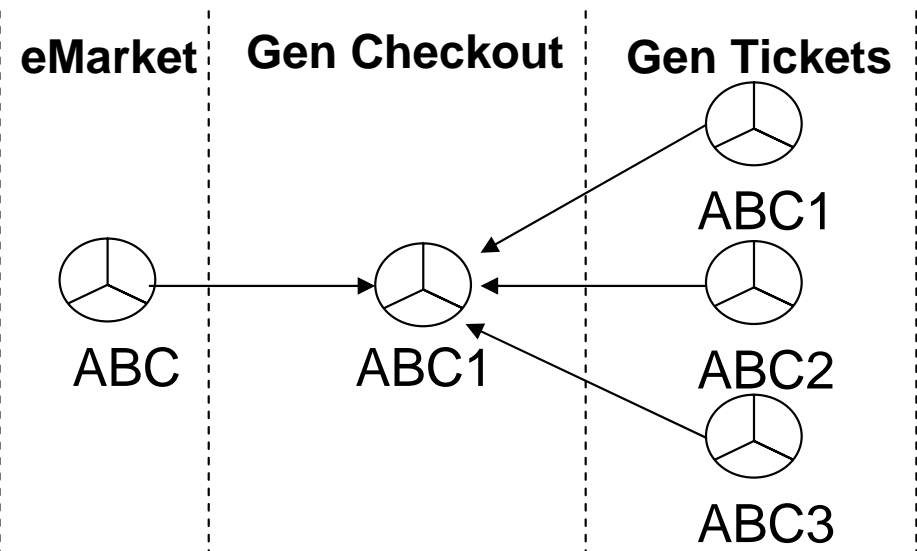 eMarket
Gen Checkout
Gen Tickets
ABC
ABC1
ABC1
ABC2
ABC3